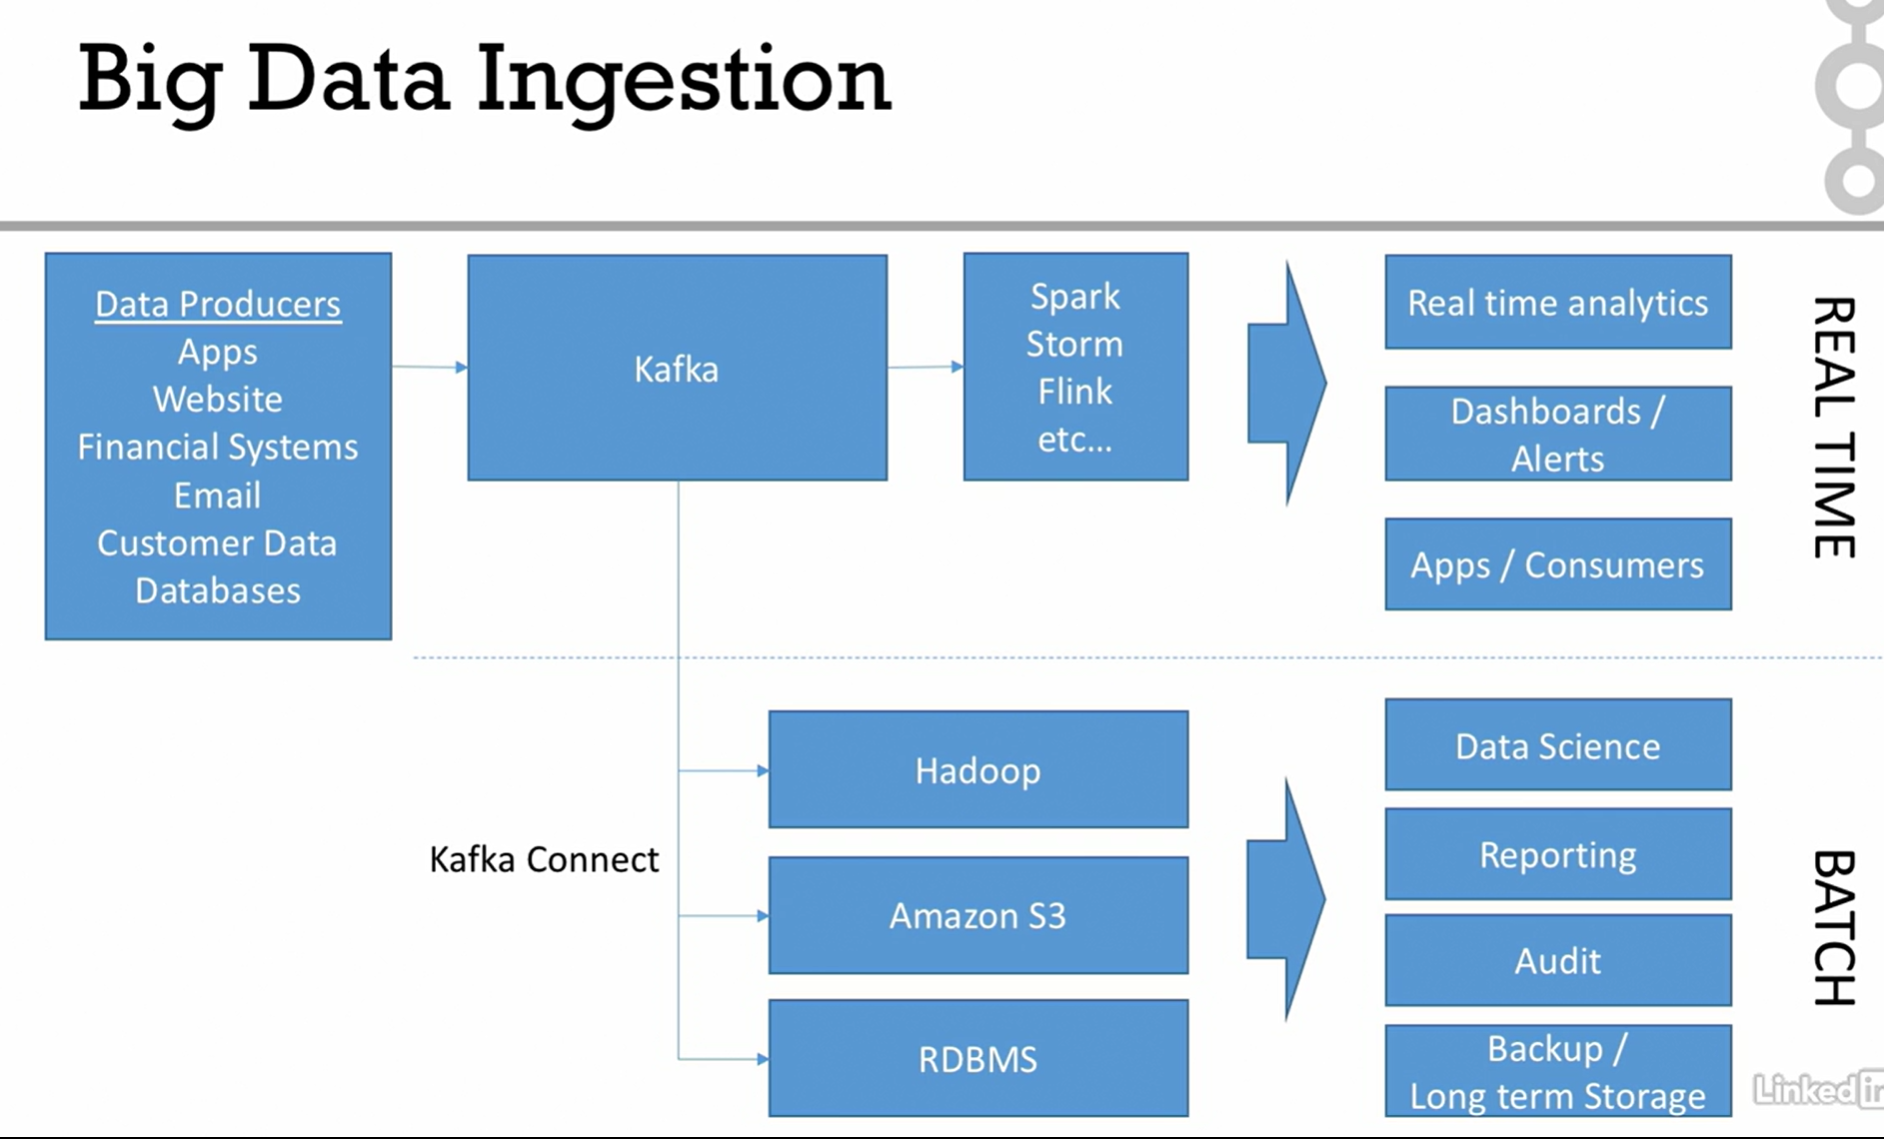 Big Data Ingestion
Data Producers
Apps
Website
Financial Systems
Email
Customer Data
Databases
Kafka
Spark
Storm
Flink
etc...
Real time analytics
Dashboards /
Alerts
Apps / Consumers
REAL TIME
Kafka Connect
Hadoop
Amazon S3
RDBMS
Data Science
Reporting
Audit
Backup /
Long term Storage
BATCH
Linked in